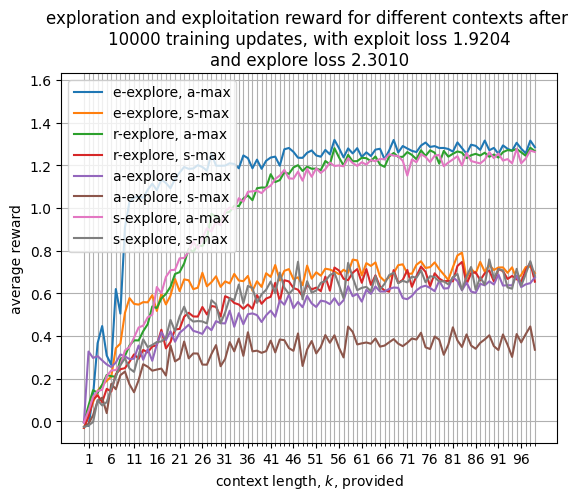 exploration and exploitation reward for different contexts after
10000 training updates, with exploit loss 1.9204
and explore loss 2.3010
1.6
1.4
1.2
1.0
0.8
0.6
0.4
0.2
0.0
average reward
e-explore, a-max
e-explore, s-max
r-explore, a-max
r-explore, s-max
a-explore, a-max
a-explore, s-max
s-explore, a-max
s-explore, s-max
1 6 11 16 21 26 31 36 41 46 51 56 61 66 71 76 81 86 91 96
context length, k, provided